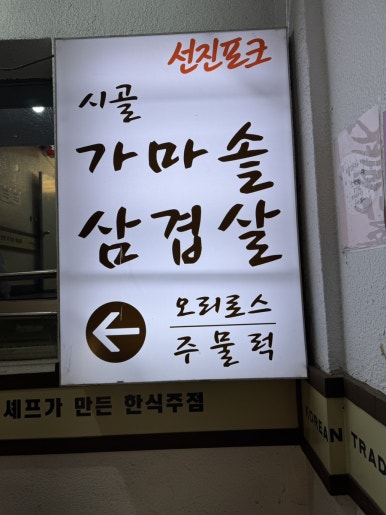 선진포크
시골
가마솥
삼겹살
오리로스
주물럭
셰프가 만든 한식주점
KOREAN TRAD